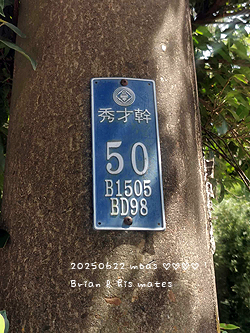 秀才幹
50
B1505
BD98
20250622 moas ♡♡♡♡
Brian & his mates